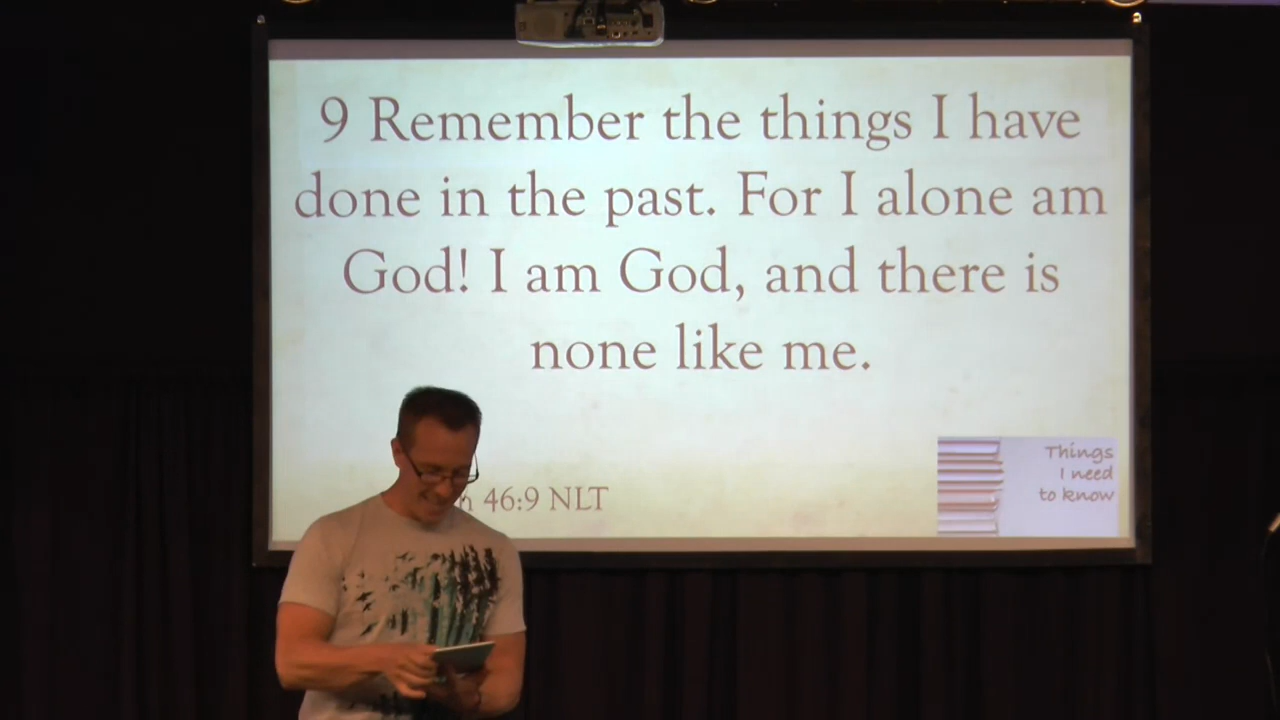 9 Remember the things I have
done in the past. For I alone am
God! I am God, and there is
none like me.
46:9 NLT
Things
I need
to know